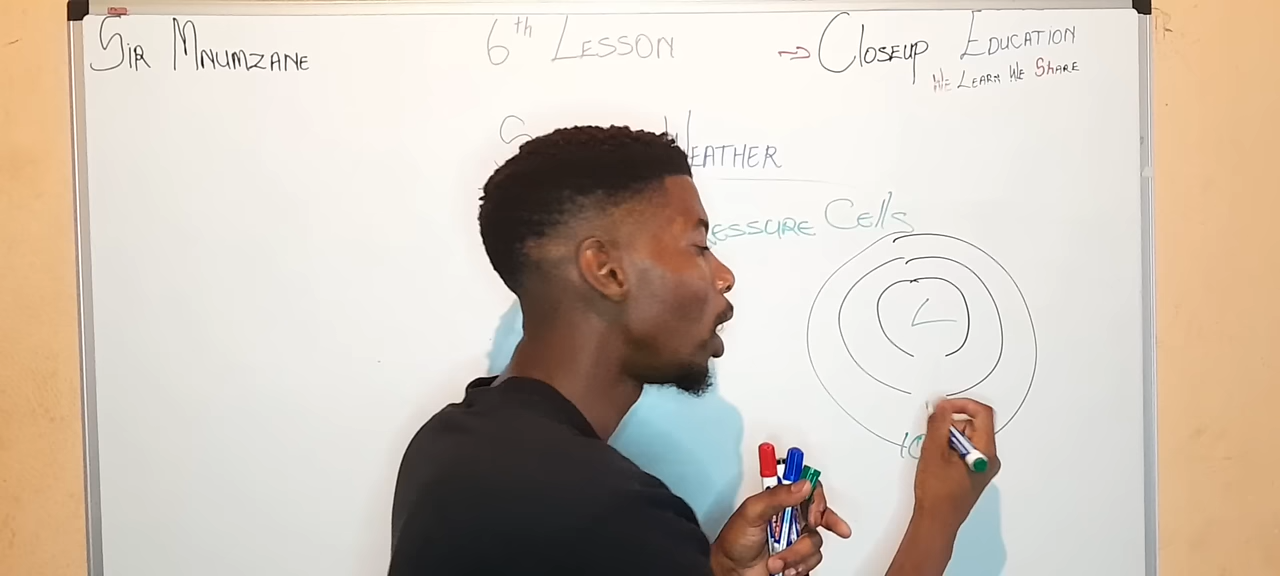 SIR MNUMZANE
6th LESSON
→ CLOSEUP EDUCATION
WE LEARN WE SHARE
WEATHER
CELLS
L